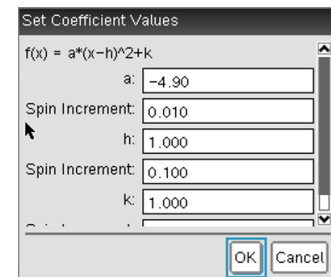 Set Coefficient Values
f(x) = a*(x−h)^2+k
a: −4.90
Spin Increment: 0.010
h: 1.000
Spin Increment: 0.100
k: 1.000
OK Cancel